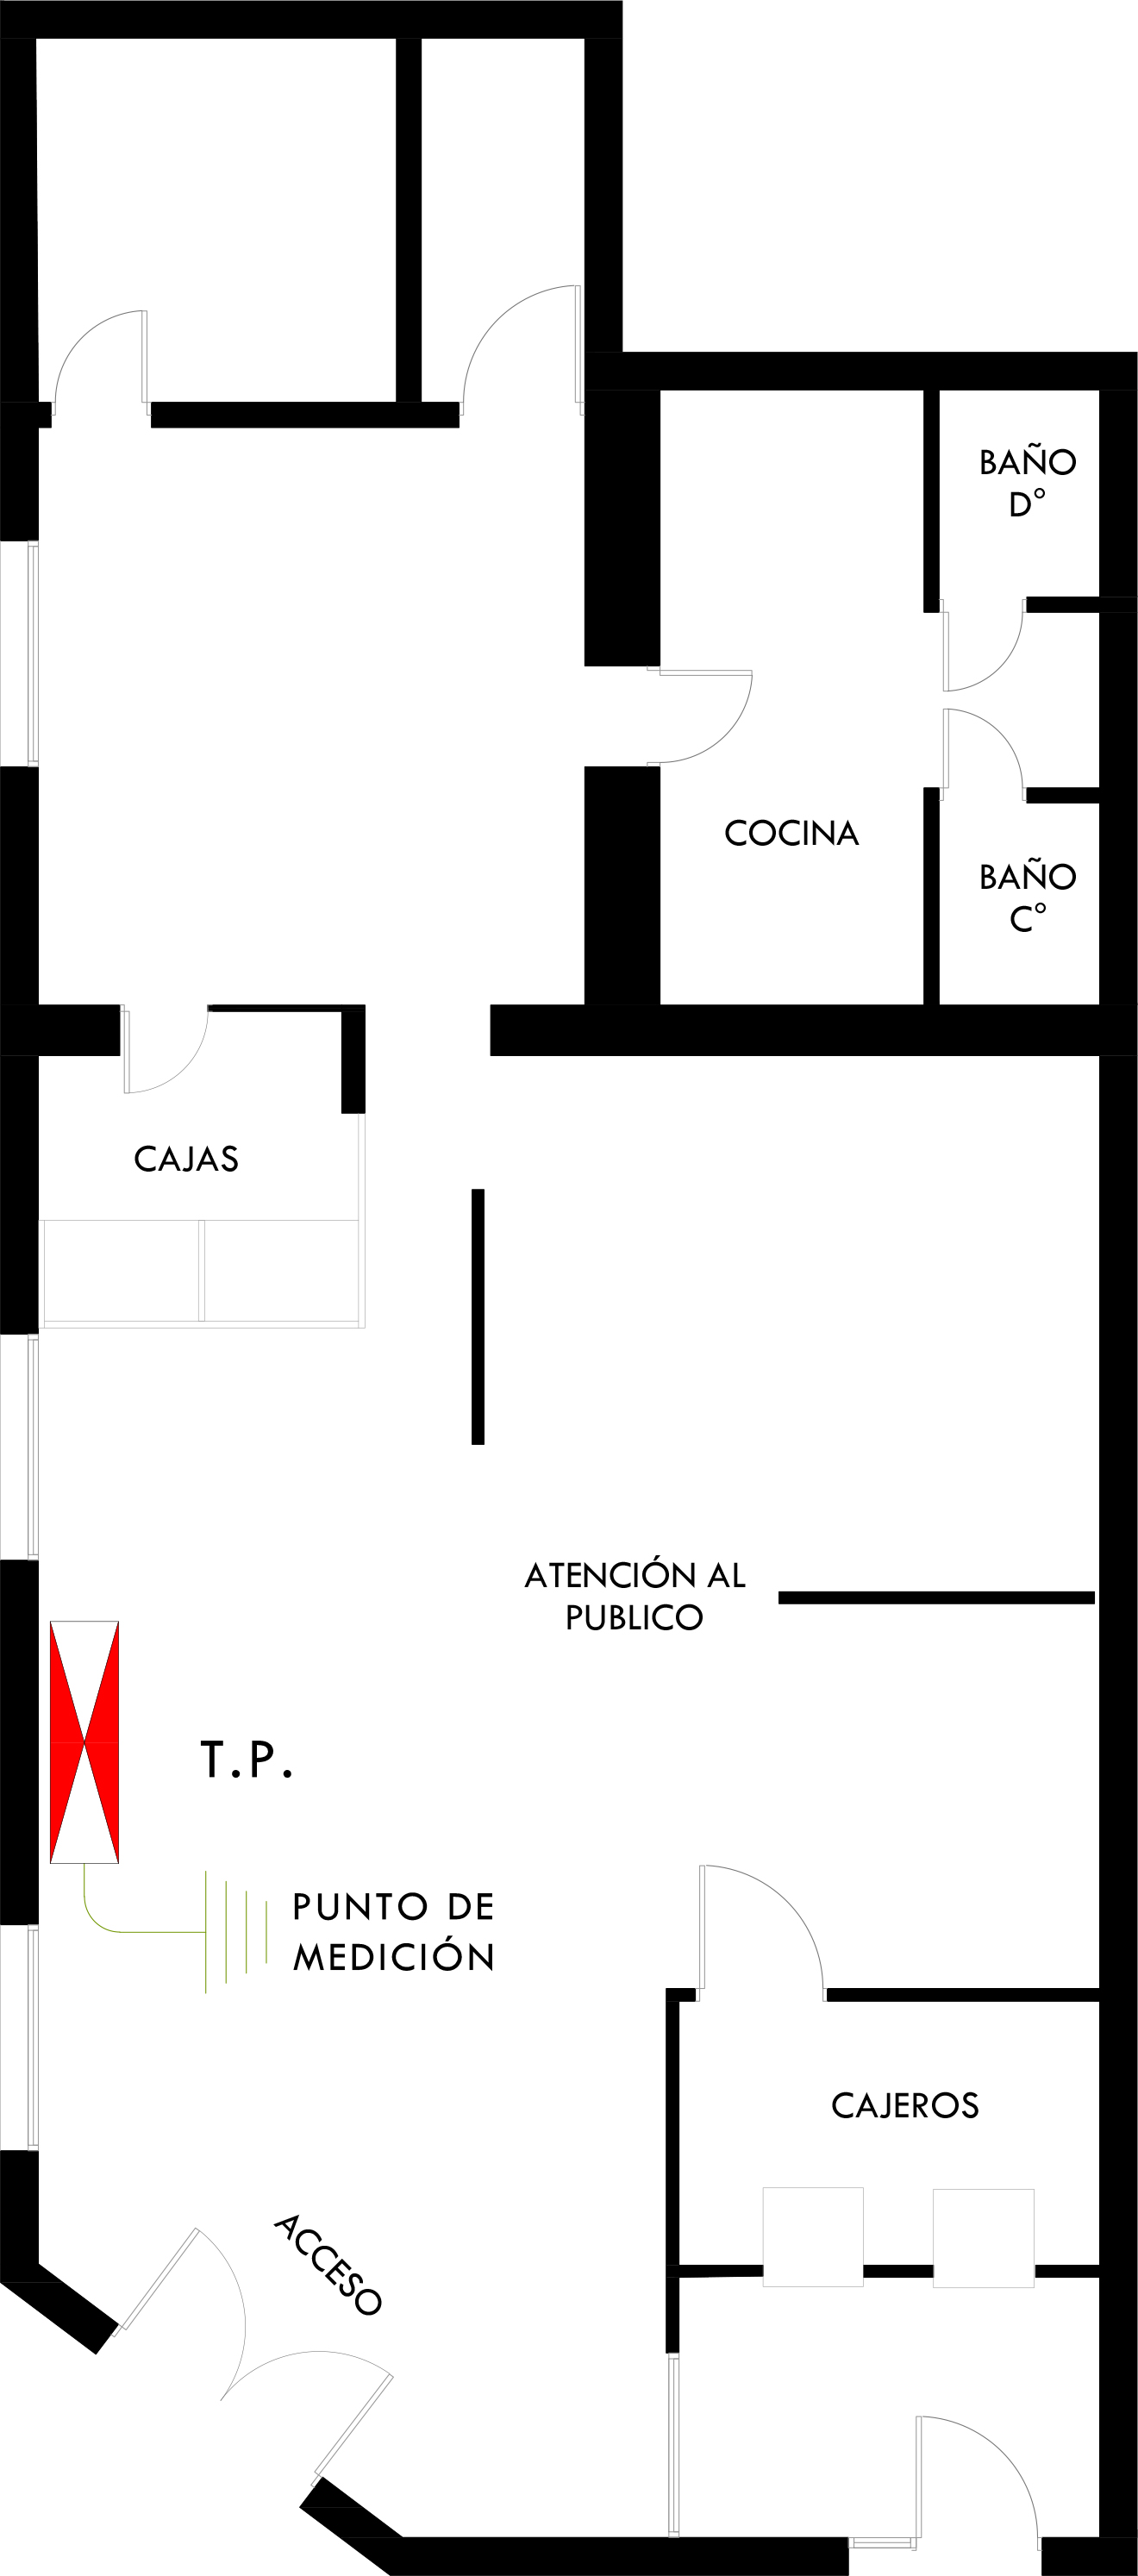 BAÑO
D°
COCINA
BAÑO
C°
CAJAS
ATENCIÓN AL
PUBLICO
T.P.
PUNTO DE
MEDICIÓN
CAJEROS
ACCESO